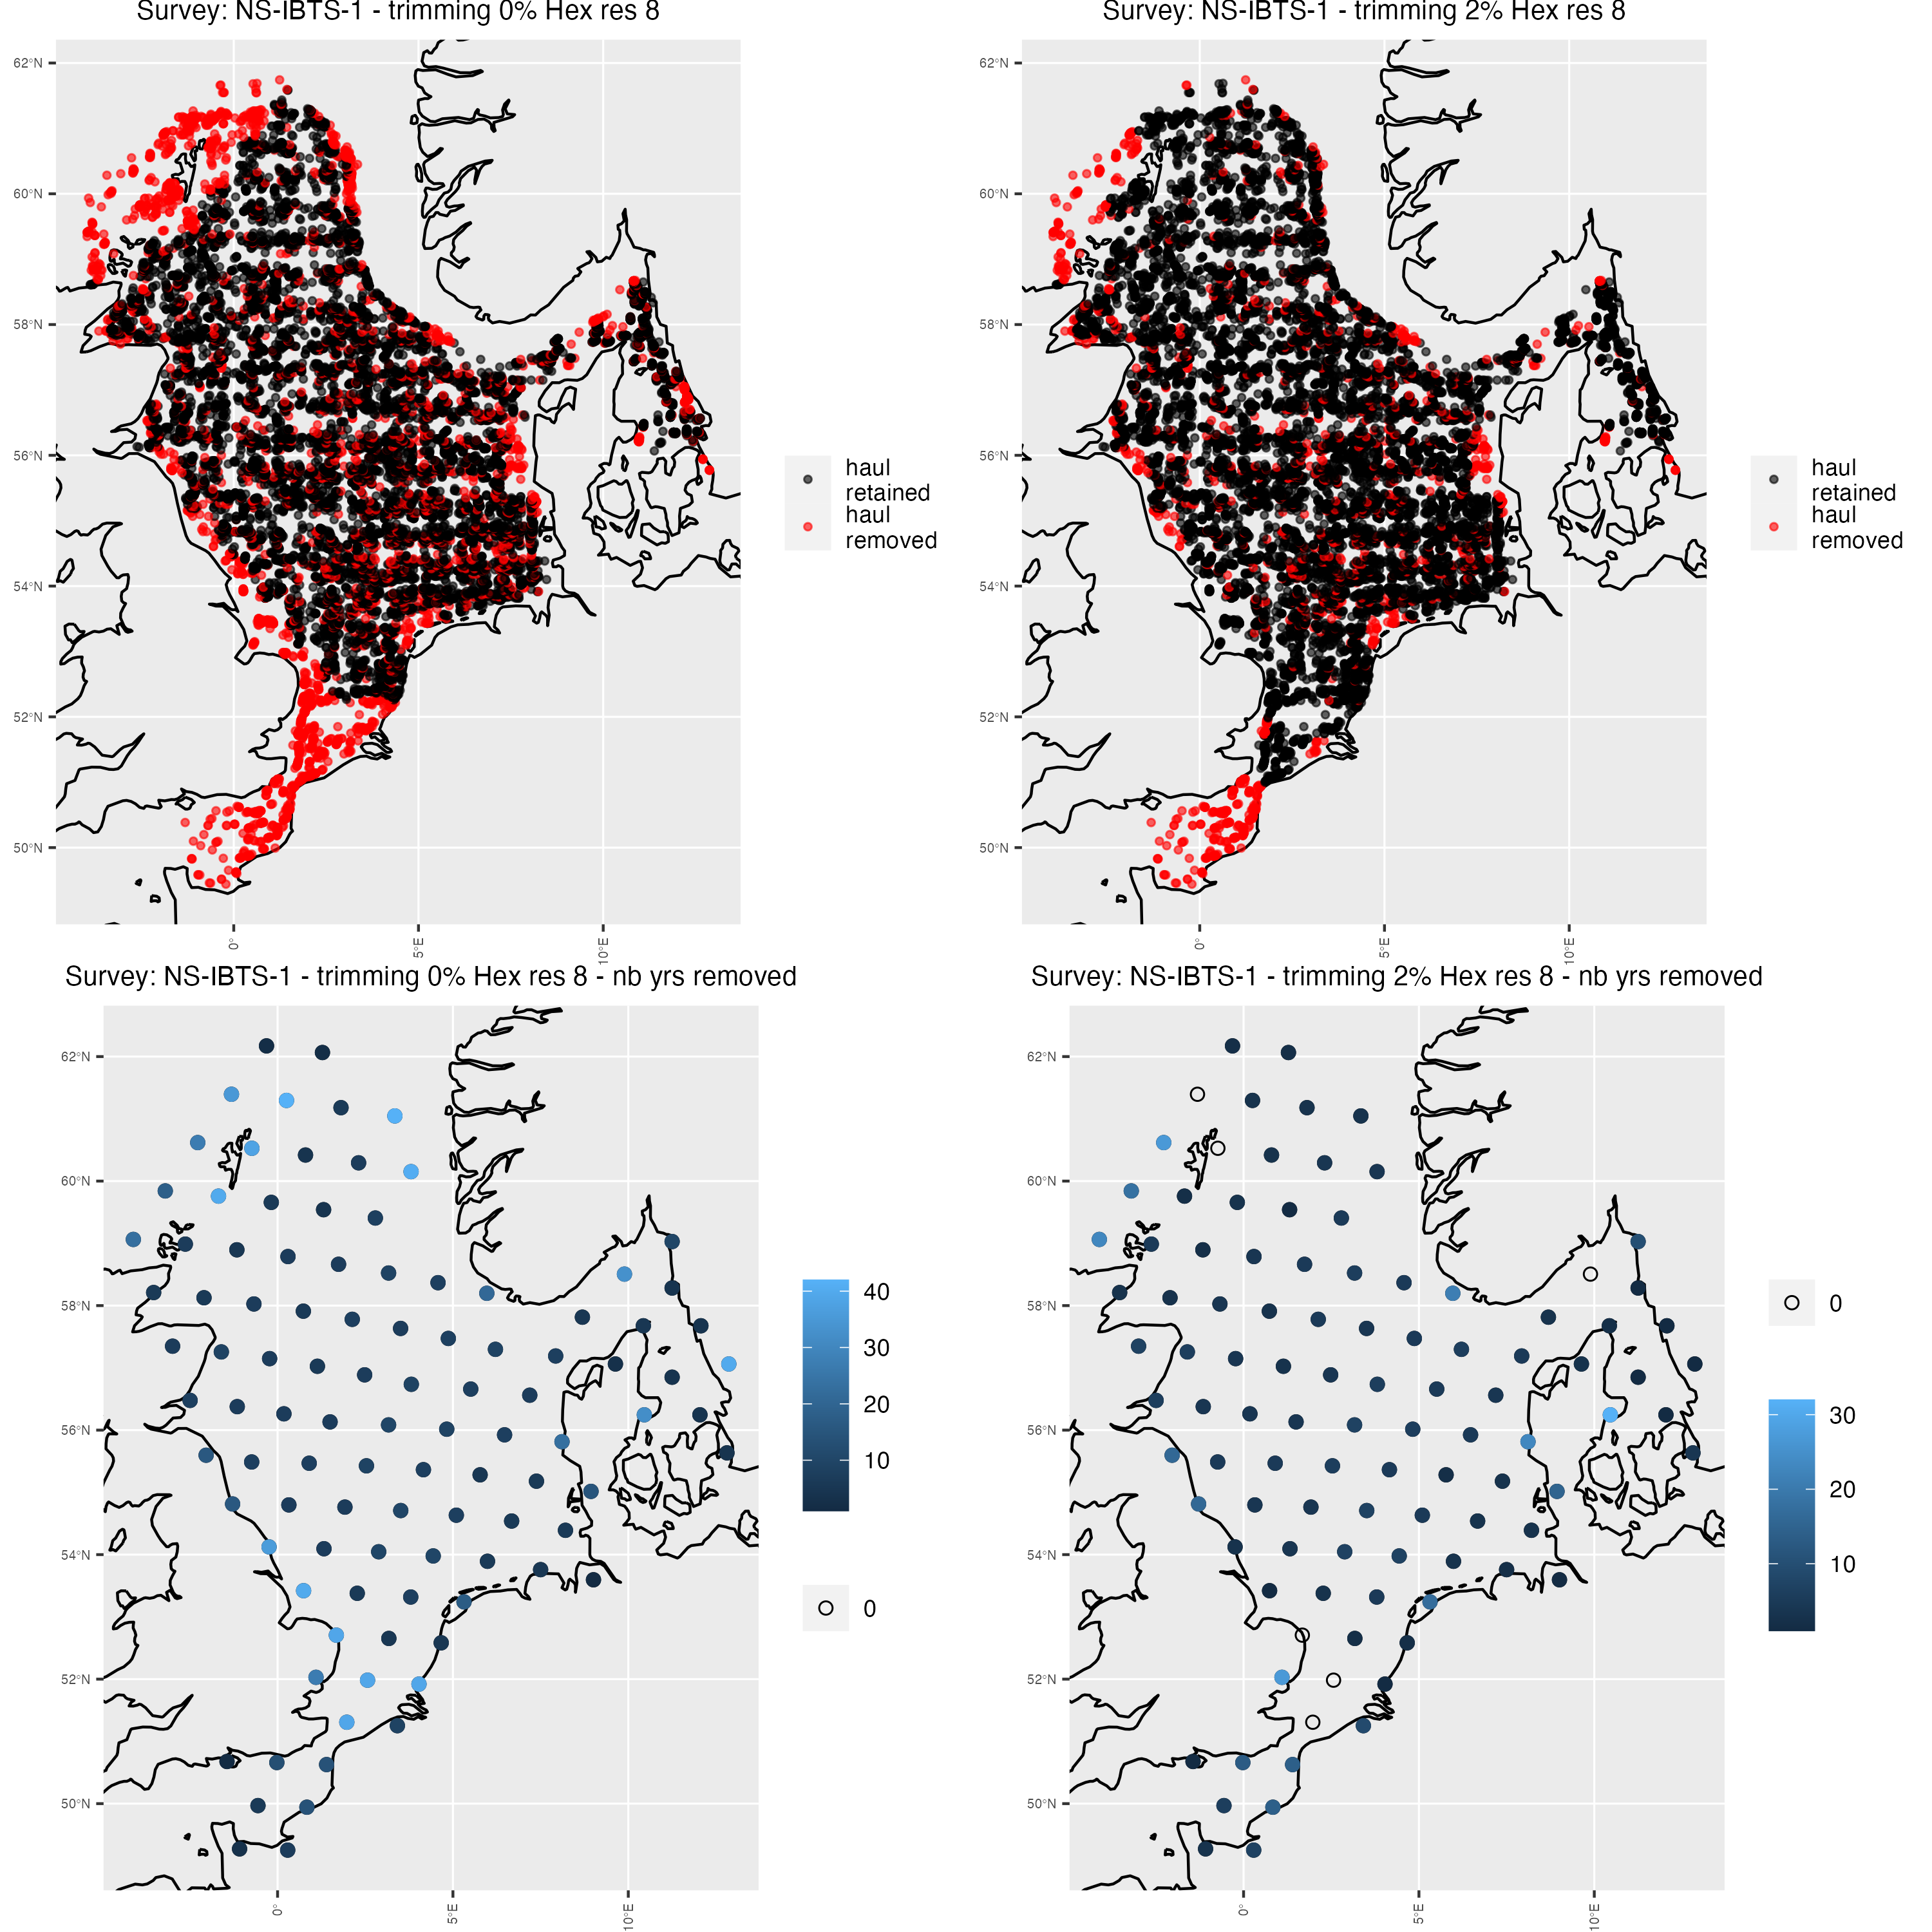 Survey: NS-IBTS-1 - trimming 0% Hex res 8
62°N
60°N
58°N
56°N
54°N
52°N
50°N
0°
5°E
10°E
haul
retained
haul
removed
Survey: NS-IBTS-1 - trimming 2% Hex res 8
62°N
60°N
58°N
56°N
54°N
52°N
50°N
0°
5°E
10°E
haul
retained
haul
removed
Survey: NS-IBTS-1 - trimming 0% Hex res 8 - nb yrs removed
62°N
60°N
58°N
56°N
54°N
52°N
50°N
0°
5°E
10°E
40
30
20
10
0
Survey: NS-IBTS-1 - trimming 2% Hex res 8 - nb yrs removed
62°N
60°N
58°N
56°N
54°N
52°N
50°N
0°
5°E
10°E
0
30
20
10